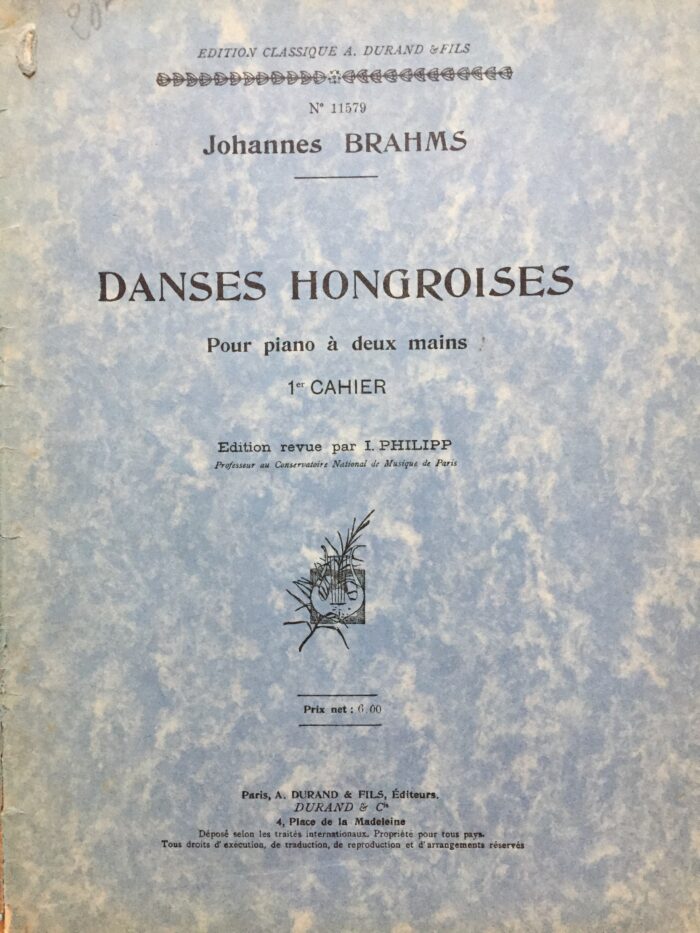 EDITION CLASSIQUE A. DURAND & FILS
N° 11579
Johannes BRAHMS
DANSES HONGROISES
Pour piano à deux mains
1er CAHIER
Edition revue par I. PHILIPP
Professeur au Conservatoire National de Musique de Paris
Prix net : 6.00
Paris, A. DURAND & FILS, Éditeurs.
DURAND & Cie
4, Place de la Madeleine
Déposé selon les traités internationaux. Propriété pour tous pays.
Tous droits d'exécution, de traduction, de reproduction et d'arrangements réservés